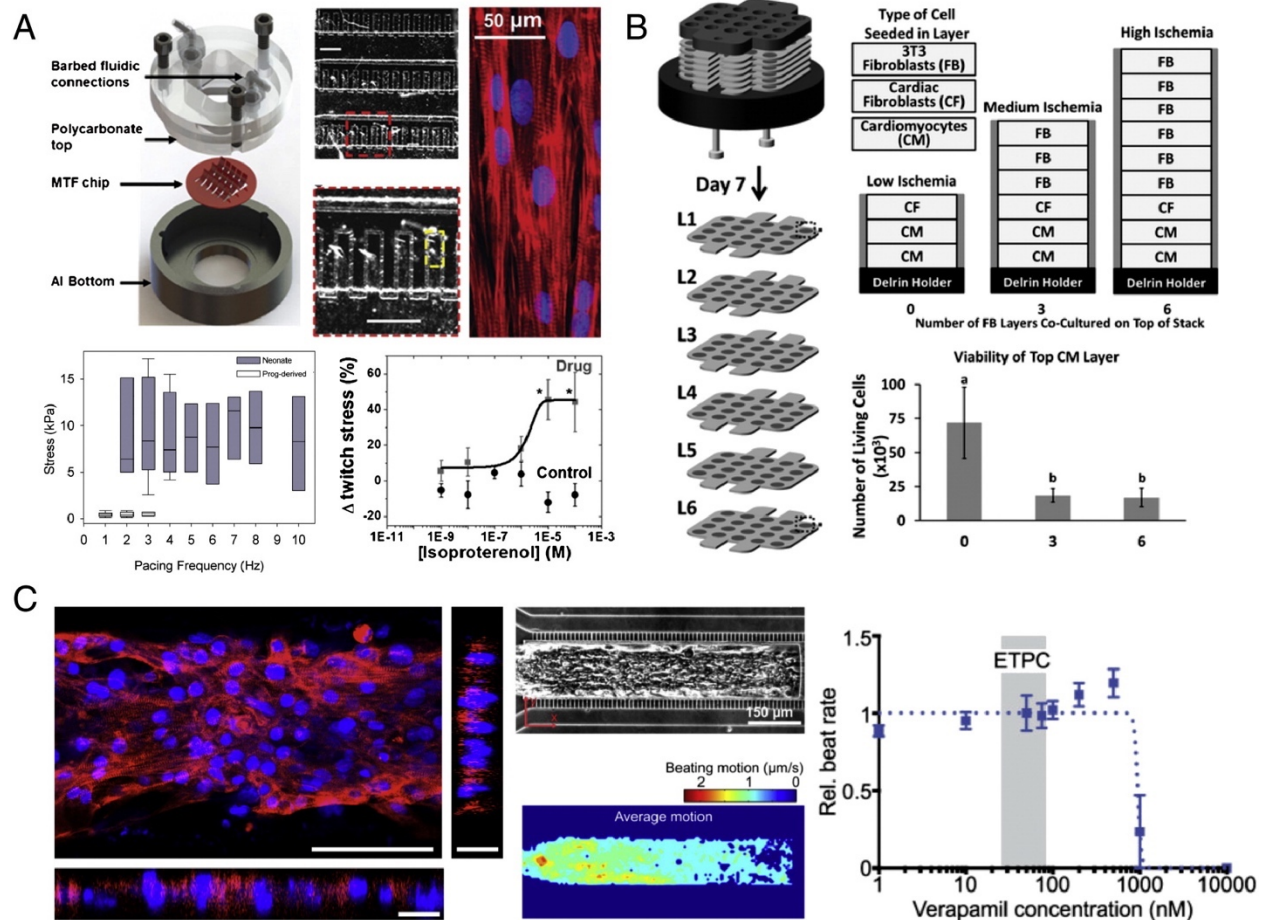 A
Barbed fluidic
connections
Polycarbonate
top
MTF chip
Al Bottom
50 µm
Stress (kPa)
15
10
5
0
Neonate
Prog-derived
0 1 2 3 4 5 6 7 8 9 10
Pacing Frequency (Hz)
Δ twitch stress (%)
60
40
20
0
-20
Drug
* *
Control
1E-11 1E-9 1E-7 1E-5 1E-3
[Isoproterenol] (M)
B
Day 7
L1
L2
L3
L4
L5
L6
Type of Cell
Seeded in Layer
3T3
Fibroblasts (FB)
Cardiac
Fibroblasts (CF)
Cardiomyocytes
(CM)
Low Ischemia
CF
CM
CM
Delrin Holder
0
Medium Ischemia
FB
FB
FB
CF
CM
CM
Delrin Holder
3
High Ischemia
FB
FB
FB
FB
FB
FB
CF
CM
CM
Delrin Holder
6
Number of FB Layers Co-Cultured on Top of Stack
Viability of Top CM Layer
Number of Living Cells
(x10³)
100
75
50
25
0
a
b
b
0 3 6
C
150 µm
x
Beating motion (µm/s)
2 1 0
Average motion
Rel. beat rate
1.5
1
0.5
0
ETPC
1 10 100 1000 10000
Verapamil concentration (nM)